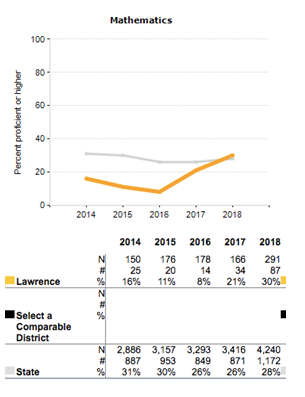 Mathematics
Percent proficient or higher
100
80
60
40
20
0
2014 2015 2016 2017 2018
2014 2015 2016 2017 2018
N 150 176 178 166 291
# 25 20 14 34 87
Lawrence % 16% 11% 8% 21% 30%
N
#
Select a %
Comparable
District
N 2,886 3,157 3,293 3,416 4,240
# 887 953 849 871 1,172
State % 31% 30% 26% 26% 28%